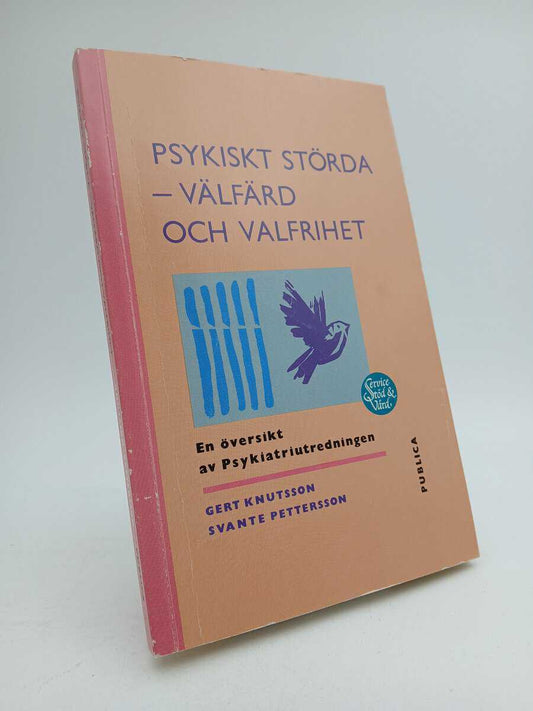 PSYKISKT STÖRDA
– VÄLFÄRD
OCH VALFRIHET
Service
Stöd &
Vård
En översikt
av Psykiatriutredningen
GERT KNUTSSON
SVANTE PETTERSSON
PUBLICA